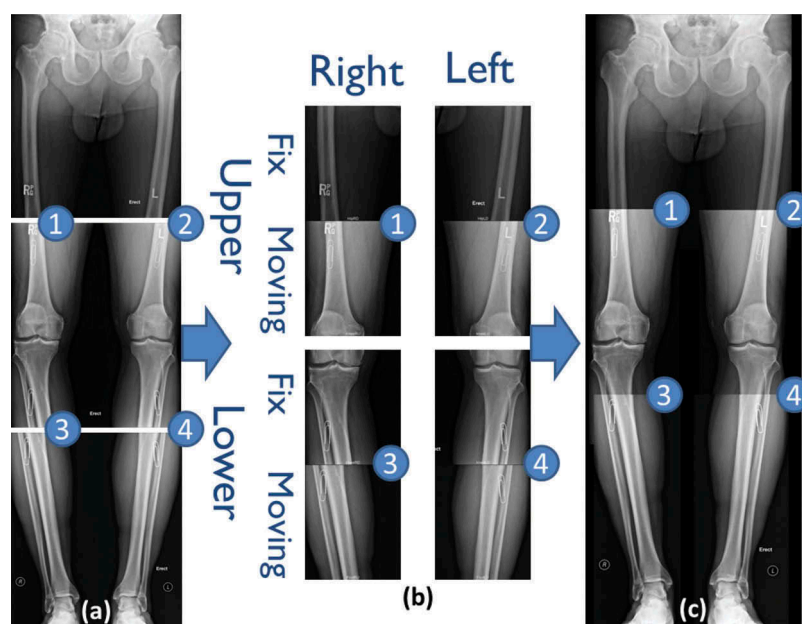 Right Left
Upper
Fix
Moving
Lower
Fix
Moving
R P G
L
Erect
1
2
L
Erect
3
4
R
Erect
L
(a)
R P G
Erect
L
1
2
L
3
4
(b)
1
2
R G
L
3
4
R
Erect
L
(c)